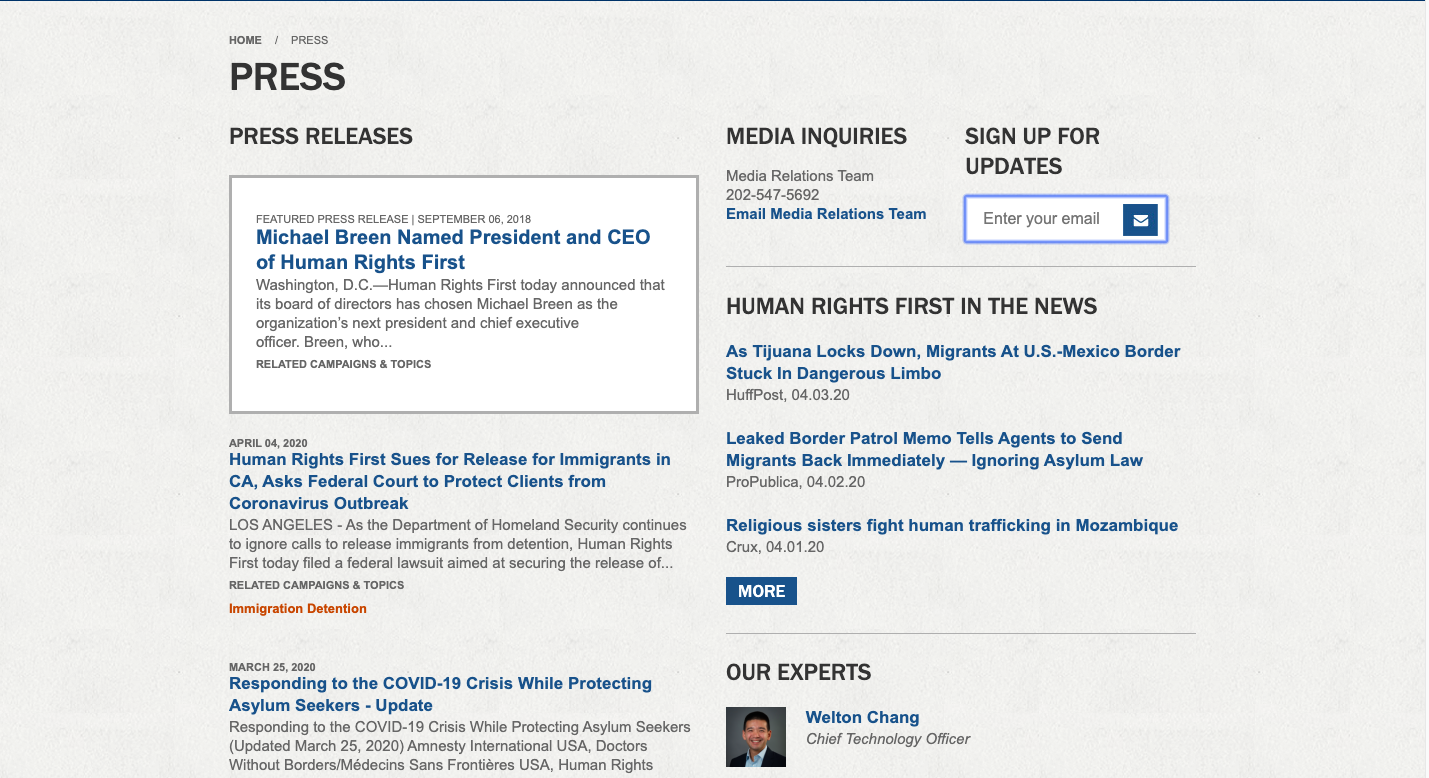 HOME / PRESS
PRESS
PRESS RELEASES
FEATURED PRESS RELEASE | SEPTEMBER 06, 2018
Michael Breen Named President and CEO
of Human Rights First
Washington, D.C.—Human Rights First today announced that
its board of directors has chosen Michael Breen as the
organization’s next president and chief executive
officer. Breen, who...
RELATED CAMPAIGNS & TOPICS
APRIL 04, 2020
Human Rights First Sues for Release for Immigrants in
CA, Asks Federal Court to Protect Clients from
Coronavirus Outbreak
LOS ANGELES - As the Department of Homeland Security continues
to ignore calls to release immigrants from detention, Human Rights
First today filed a federal lawsuit aimed at securing the release of...
RELATED CAMPAIGNS & TOPICS
Immigration Detention
MARCH 25, 2020
Responding to the COVID-19 Crisis While Protecting
Asylum Seekers - Update
Responding to the COVID-19 Crisis While Protecting Asylum Seekers
(Updated March 25, 2020) Amnesty International USA, Doctors
Without Borders/Médecins Sans Frontières USA, Human Rights
MEDIA INQUIRIES
Media Relations Team
202-547-5692
Email Media Relations Team
SIGN UP FOR
UPDATES
Enter your email
HUMAN RIGHTS FIRST IN THE NEWS
As Tijuana Locks Down, Migrants At U.S.-Mexico Border
Stuck In Dangerous Limbo
HuffPost, 04.03.20
Leaked Border Patrol Memo Tells Agents to Send
Migrants Back Immediately — Ignoring Asylum Law
ProPublica, 04.02.20
Religious sisters fight human trafficking in Mozambique
Crux, 04.01.20
MORE
OUR EXPERTS
Welton Chang
Chief Technology Officer